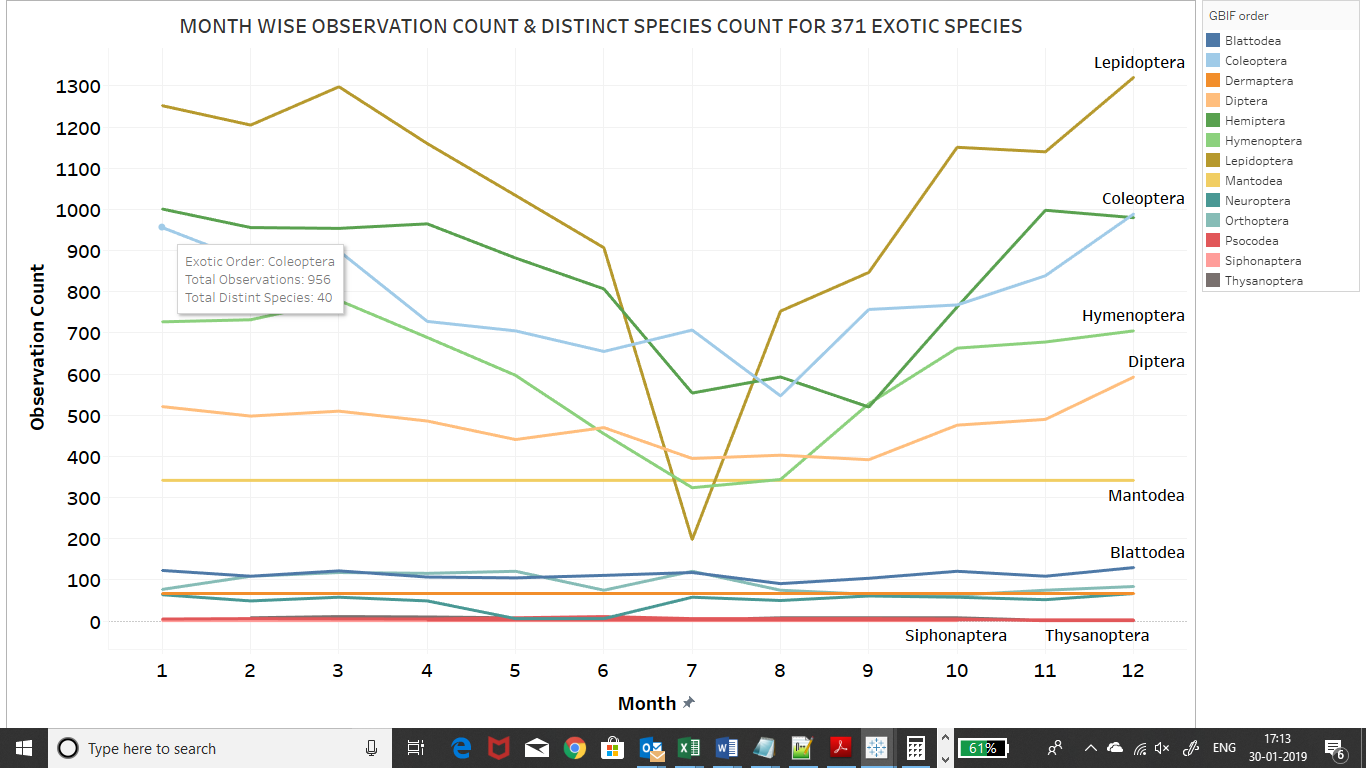 MONTH WISE OBSERVATION COUNT & DISTINCT SPECIES COUNT FOR 371 EXOTIC SPECIES
GBIF order
Blattodea
Coleoptera
Dermaptera
Diptera
Hemiptera
Hymenoptera
Lepidoptera
Mantodea
Neuroptera
Orthoptera
Psocodea
Siphonaptera
Thysanoptera
Observation Count
1300
1200
1100
1000
900
800
700
600
500
400
300
200
100
0
Lepidoptera
Coleoptera
Exotic Order: Coleoptera
Total Observations: 956
Total Distint Species: 40
Hymenoptera
Diptera
Mantodea
Blattodea
Siphonaptera Thysanoptera
1 2 3 4 5 6 7 8 9 10 11 12
Month
Type here to search
61%
ENG
17:13
30-01-2019
6